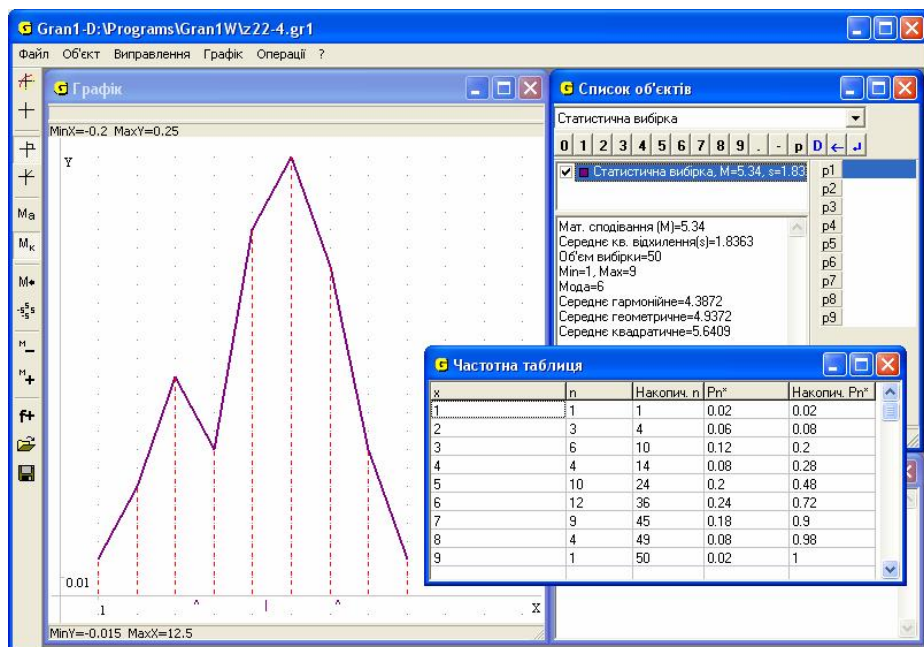 Gran1-D:\Programs\Gran1W\z22-4.gr1
Файл Об'єкт Виправлення Графік Операції ?
Графік
MinX=-0.2 MaxY=0.25
Y
0.01
.1
X
MinY=-0.015 MaxX=12.5
Ma
Mк
M+
-s s s
M –
M +
f+
Список об'єктів
Статистична вибірка
0 1 2 3 4 5 6 7 8 9 . - p D ← ↲
Статистична вибірка, M=5.34, s=1.83
p1
p2
p3
p4
p5
p6
p7
p8
p9
Мат. сподівання (M)=5.34
Середнє кв. відхилення(s)=1.8363
Об'єм вибірки=50
Min=1, Max=9
Мода=6
Середнє гармонійне=4.3872
Середнє геометричне=4.9372
Середнє квадратичне=5.6409
Частотна таблиця
x n Накопич. n Pn* Накопич. Pn*
1 1 1 0.02 0.02
2 3 4 0.06 0.08
3 6 10 0.12 0.2
4 4 14 0.08 0.28
5 10 24 0.2 0.48
6 12 36 0.24 0.72
7 9 45 0.18 0.9
8 4 49 0.08 0.98
9 1 50 0.02 1